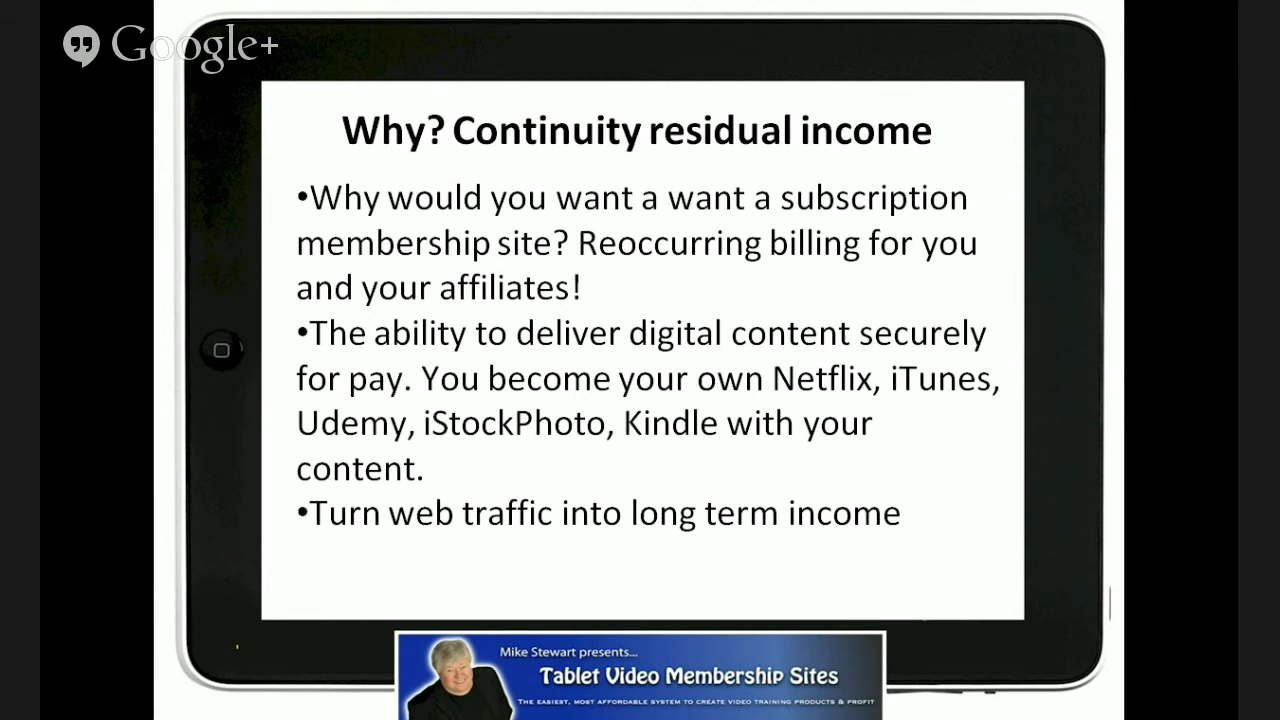 Google+
Why? Continuity residual income
•Why would you want a want a subscription
membership site? Reoccurring billing for you
and your affiliates!
•The ability to deliver digital content securely
for pay. You become your own Netflix, iTunes,
Udemy, iStockPhoto, Kindle with your
content.
•Turn web traffic into long term income
Mike Stewart presents...
Tablet Video Membership Sites
THE EASIEST, MOST AFFORDABLE SYSTEM TO CREATE VIDEO TRAINING PRODUCTS & PROFIT